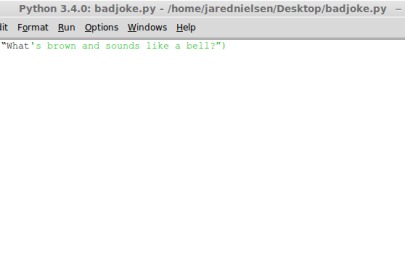 Python 3.4.0: badjoke.py - /home/jarednielsen/Desktop/badjoke.py
dit Format Run Options Windows Help
“What's brown and sounds like a bell?”)